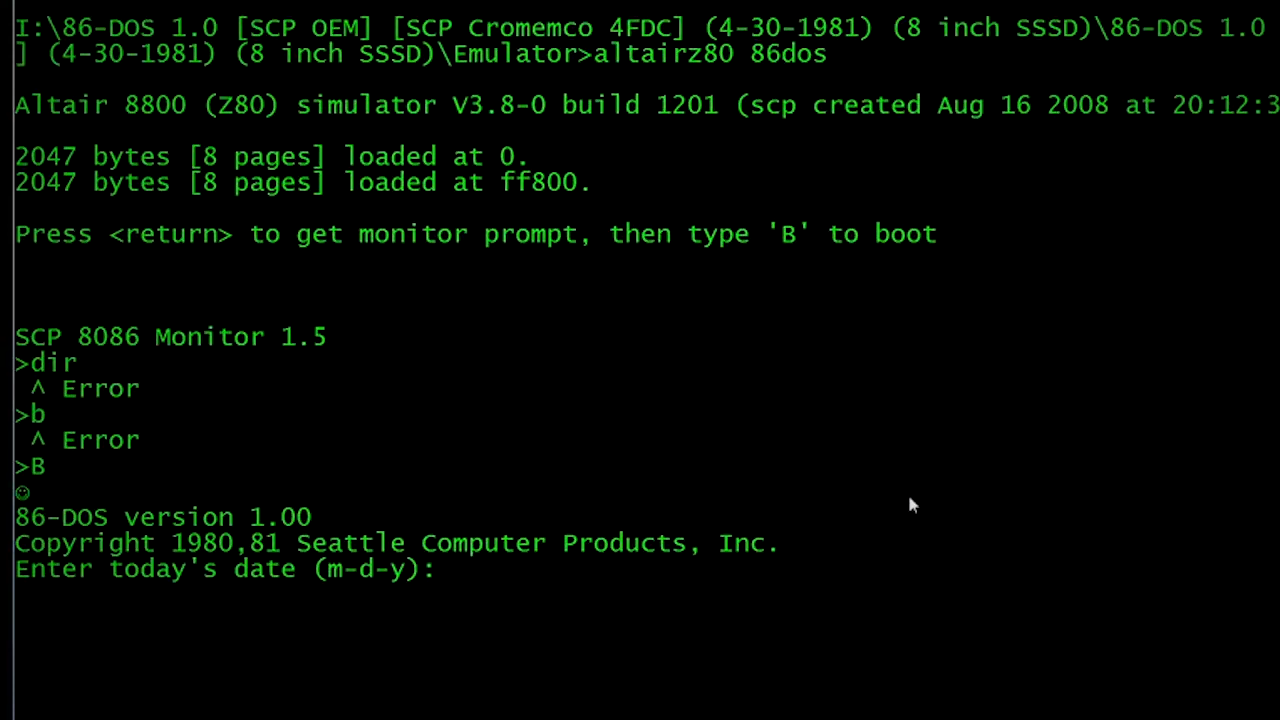 I:\86-DOS 1.0 [SCP OEM] [SCP Cromemco 4FDC] (4-30-1981) (8 inch SSSD)\86-DOS 1.0
] (4-30-1981) (8 inch SSSD)\Emulator>altairz80 86dos
Altair 8800 (Z80) simulator V3.8-0 build 1201 (scp created Aug 16 2008 at 20:12:3
2047 bytes [8 pages] loaded at 0.
2047 bytes [8 pages] loaded at ff800.
Press <return> to get monitor prompt, then type 'B' to boot
SCP 8086 Monitor 1.5
>dir
^ Error
>b
^ Error
>B
☺
86-DOS version 1.00
Copyright 1980,81 Seattle Computer Products, Inc.
Enter today's date (m-d-y):